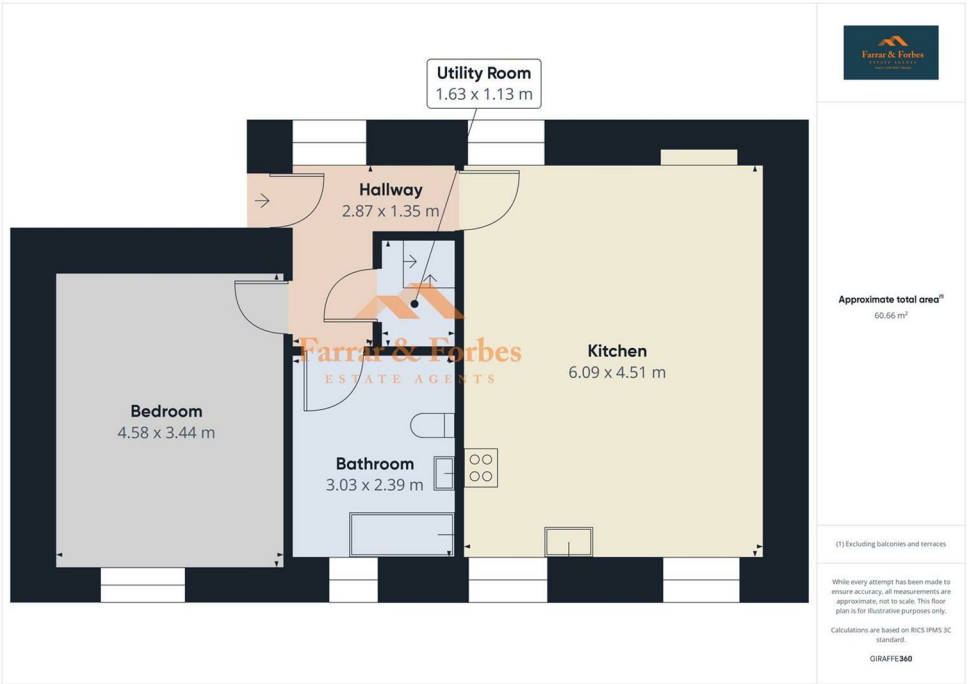 Utility Room
1.63 x 1.13 m
Hallway
2.87 x 1.35 m
Farrar & Forbes
ESTATE AGENTS
Kitchen
6.09 x 4.51 m
Bedroom
4.58 x 3.44 m
Bathroom
3.03 x 2.39 m
Farrar & Forbes
ESTATE AGENTS
Approximate total area(1)
60.66 m²
(1) Excluding balconies and terraces
While every attempt has been made to
ensure accuracy, all measurements are
approximate, not to scale. This floor
plan is for illustrative purposes only.
Calculations are based on RICS IPMS 3C
standard.
GIRAFFE360